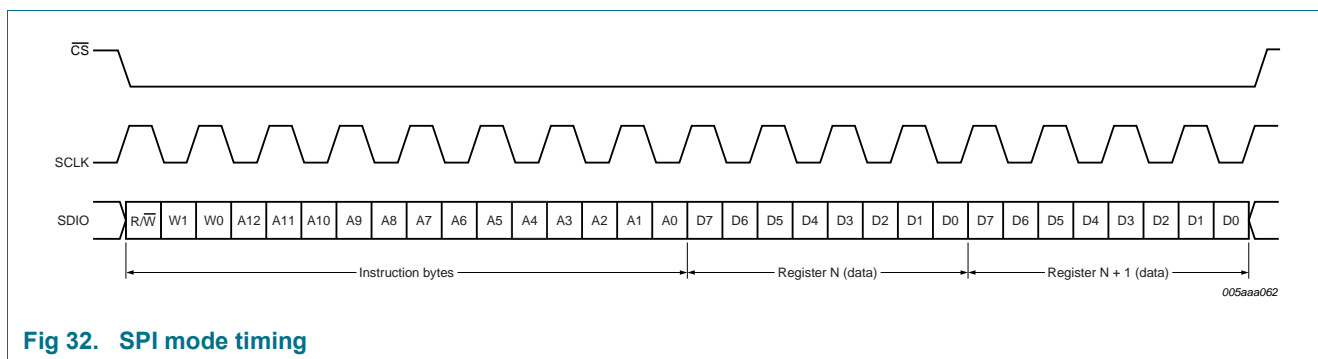 CS
SCLK
SDIO R/W W1 W0 A12 A11 A10 A9 A8 A7 A6 A5 A4 A3 A2 A1 A0 D7 D6 D5 D4 D3 D2 D1 D0 D7 D6 D5 D4 D3 D2 D1 D0
Instruction bytes Register N (data) Register N + 1 (data)
005aaa062
Fig 32. SPI mode timing